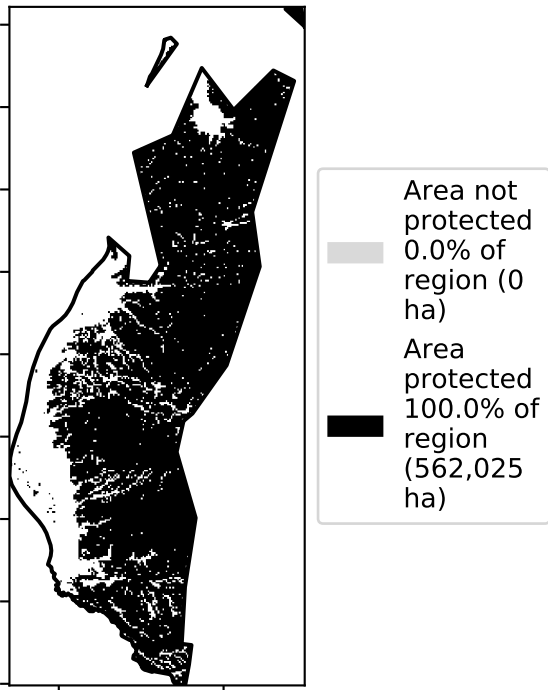 Area not
protected
0.0% of
region (0
ha)
Area
protected
100.0% of
region
(562,025
ha)